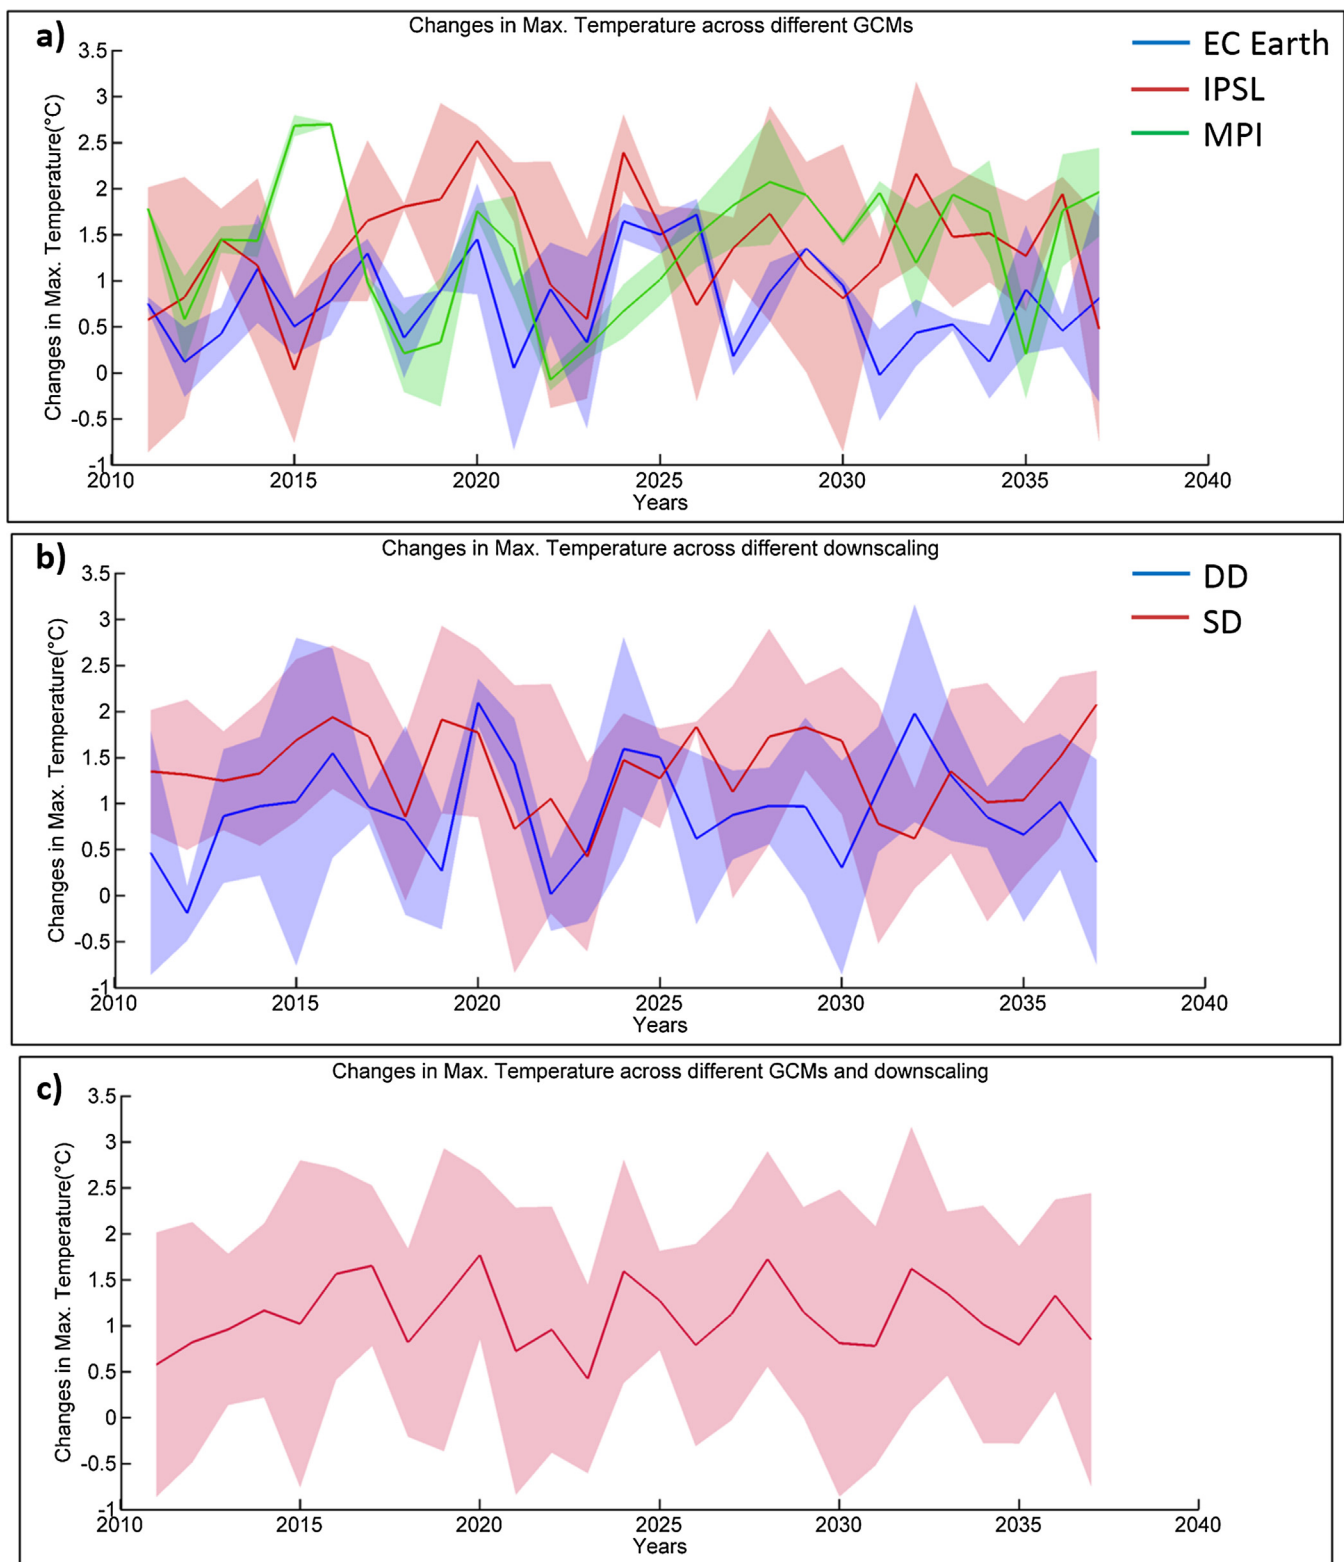 a)
Changes in Max. Temperature across different GCMs
EC Earth
IPSL
MPI
Changes in Max. Temperature(°C)
3.5
3
2.5
2
1.5
1
0.5
0
-0.5
-1
2010 2015 2020 2025 2030 2035 2040
Years
b)
Changes in Max. Temperature across different downscaling
DD
SD
Changes in Max. Temperature(°C)
3.5
3
2.5
2
1.5
1
0.5
0
-0.5
-1
2010 2015 2020 2025 2030 2035 2040
Years
c)
Changes in Max. Temperature across different GCMs and downscaling
Changes in Max. Temperature(°C)
3.5
3
2.5
2
1.5
1
0.5
0
-0.5
-1
2010 2015 2020 2025 2030 2035 2040
Years